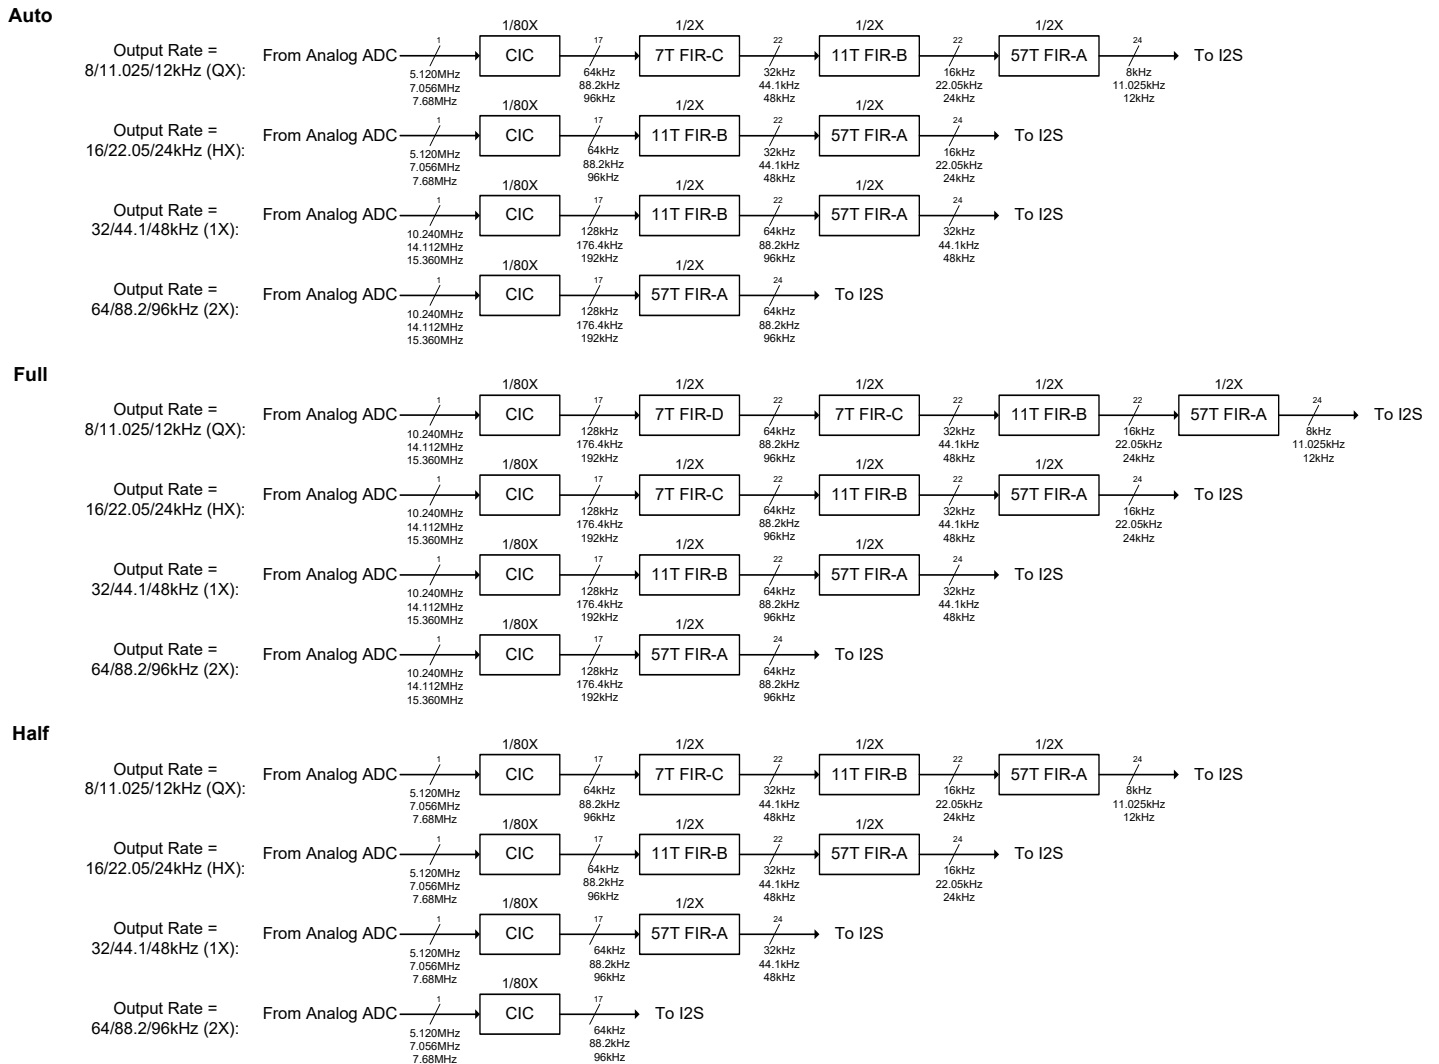 Auto
1/80X 1/2X 1/2X 1/2X
Output Rate = 8/11.025/12kHz (QX): From Analog ADC 1 CIC 17 7T FIR-C 22 11T FIR-B 22 57T FIR-A 24 To I2S
5.120MHz 64kHz 32kHz 16kHz 8kHz
7.056MHz 88.2kHz 44.1kHz 22.05kHz 11.025kHz
7.68MHz 96kHz 48kHz 24kHz 12kHz
1/80X 1/2X 1/2X
Output Rate = 16/22.05/24kHz (HX): From Analog ADC 1 CIC 17 11T FIR-B 22 57T FIR-A 24 To I2S
5.120MHz 64kHz 32kHz 16kHz
7.056MHz 88.2kHz 44.1kHz 22.05kHz
7.68MHz 96kHz 48kHz 24kHz
1/80X 1/2X 1/2X
Output Rate = 32/44.1/48kHz (1X): From Analog ADC 1 CIC 17 11T FIR-B 22 57T FIR-A 24 To I2S
10.240MHz 128kHz 64kHz 32kHz
14.112MHz 176.4kHz 88.2kHz 44.1kHz
15.360MHz 192kHz 96kHz 48kHz
1/80X 1/2X
Output Rate = 64/88.2/96kHz (2X): From Analog ADC 1 CIC 17 57T FIR-A 24 To I2S
10.240MHz 128kHz 64kHz
14.112MHz 176.4kHz 88.2kHz
15.360MHz 192kHz 96kHz
Full
1/80X 1/2X 1/2X 1/2X 1/2X
Output Rate = 8/11.025/12kHz (QX): From Analog ADC 1 CIC 17 7T FIR-D 22 7T FIR-C 22 11T FIR-B 22 57T FIR-A 24 To I2S
10.240MHz 128kHz 64kHz 32kHz 16kHz 8kHz
14.112MHz 176.4kHz 88.2kHz 44.1kHz 22.05kHz 11.025kHz
15.360MHz 192kHz 96kHz 48kHz 24kHz 12kHz
1/80X 1/2X 1/2X 1/2X
Output Rate = 16/22.05/24kHz (HX): From Analog ADC 1 CIC 17 7T FIR-C 22 11T FIR-B 22 57T FIR-A 24 To I2S
10.240MHz 128kHz 64kHz 32kHz 16kHz
14.112MHz 176.4kHz 88.2kHz 44.1kHz 22.05kHz
15.360MHz 192kHz 96kHz 48kHz 24kHz
1/80X 1/2X 1/2X
Output Rate = 32/44.1/48kHz (1X): From Analog ADC 1 CIC 17 11T FIR-B 22 57T FIR-A 24 To I2S
10.240MHz 128kHz 64kHz 32kHz
14.112MHz 176.4kHz 88.2kHz 44.1kHz
15.360MHz 192kHz 96kHz 48kHz
1/80X 1/2X
Output Rate = 64/88.2/96kHz (2X): From Analog ADC 1 CIC 17 57T FIR-A 24 To I2S
10.240MHz 128kHz 64kHz
14.112MHz 176.4kHz 88.2kHz
15.360MHz 192kHz 96kHz
Half
1/80X 1/2X 1/2X 1/2X
Output Rate = 8/11.025/12kHz (QX): From Analog ADC 1 CIC 17 7T FIR-C 22 11T FIR-B 22 57T FIR-A 24 To I2S
5.120MHz 64kHz 32kHz 16kHz 8kHz
7.056MHz 88.2kHz 44.1kHz 22.05kHz 11.025kHz
7.68MHz 96kHz 48kHz 24kHz 12kHz
1/80X 1/2X 1/2X
Output Rate = 16/22.05/24kHz (HX): From Analog ADC 1 CIC 17 11T FIR-B 22 57T FIR-A 24 To I2S
5.120MHz 64kHz 32kHz 16kHz
7.056MHz 88.2kHz 44.1kHz 22.05kHz
7.68MHz 96kHz 48kHz 24kHz
1/80X 1/2X
Output Rate = 32/44.1/48kHz (1X): From Analog ADC 1 CIC 17 57T FIR-A 24 To I2S
5.120MHz 64kHz 32kHz
7.056MHz 88.2kHz 44.1kHz
7.68MHz 96kHz 48kHz
1/80X
Output Rate = 64/88.2/96kHz (2X): From Analog ADC 1 CIC 17 To I2S
5.120MHz 64kHz
7.056MHz 88.2kHz
7.68MHz 96kHz